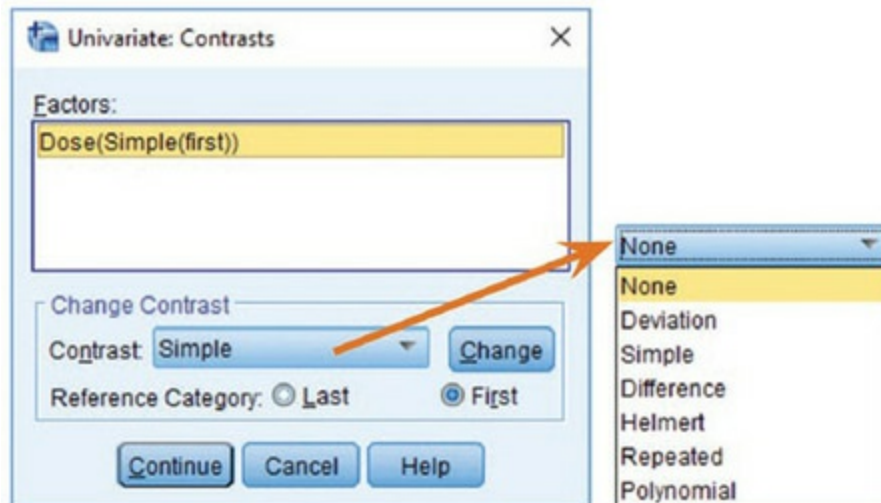 Univariate: Contrasts
Factors:
Dose(Simple(first))
Change Contrast
Contrast: Simple Change
Reference Category: Last First
Continue Cancel Help
None
None
Deviation
Simple
Difference
Helmert
Repeated
Polynomial